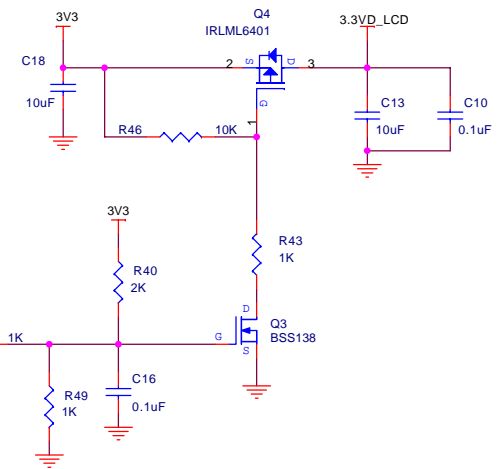 3V3
Q4
IRLML6401
3.3VD_LCD
C18
10uF
2
S
D
3
G
1
C13
10uF
C10
0.1uF
R46
10K
3V3
R43
1K
R40
2K
D
Q3
BSS138
G
S
1K
R49
1K
C16
0.1uF